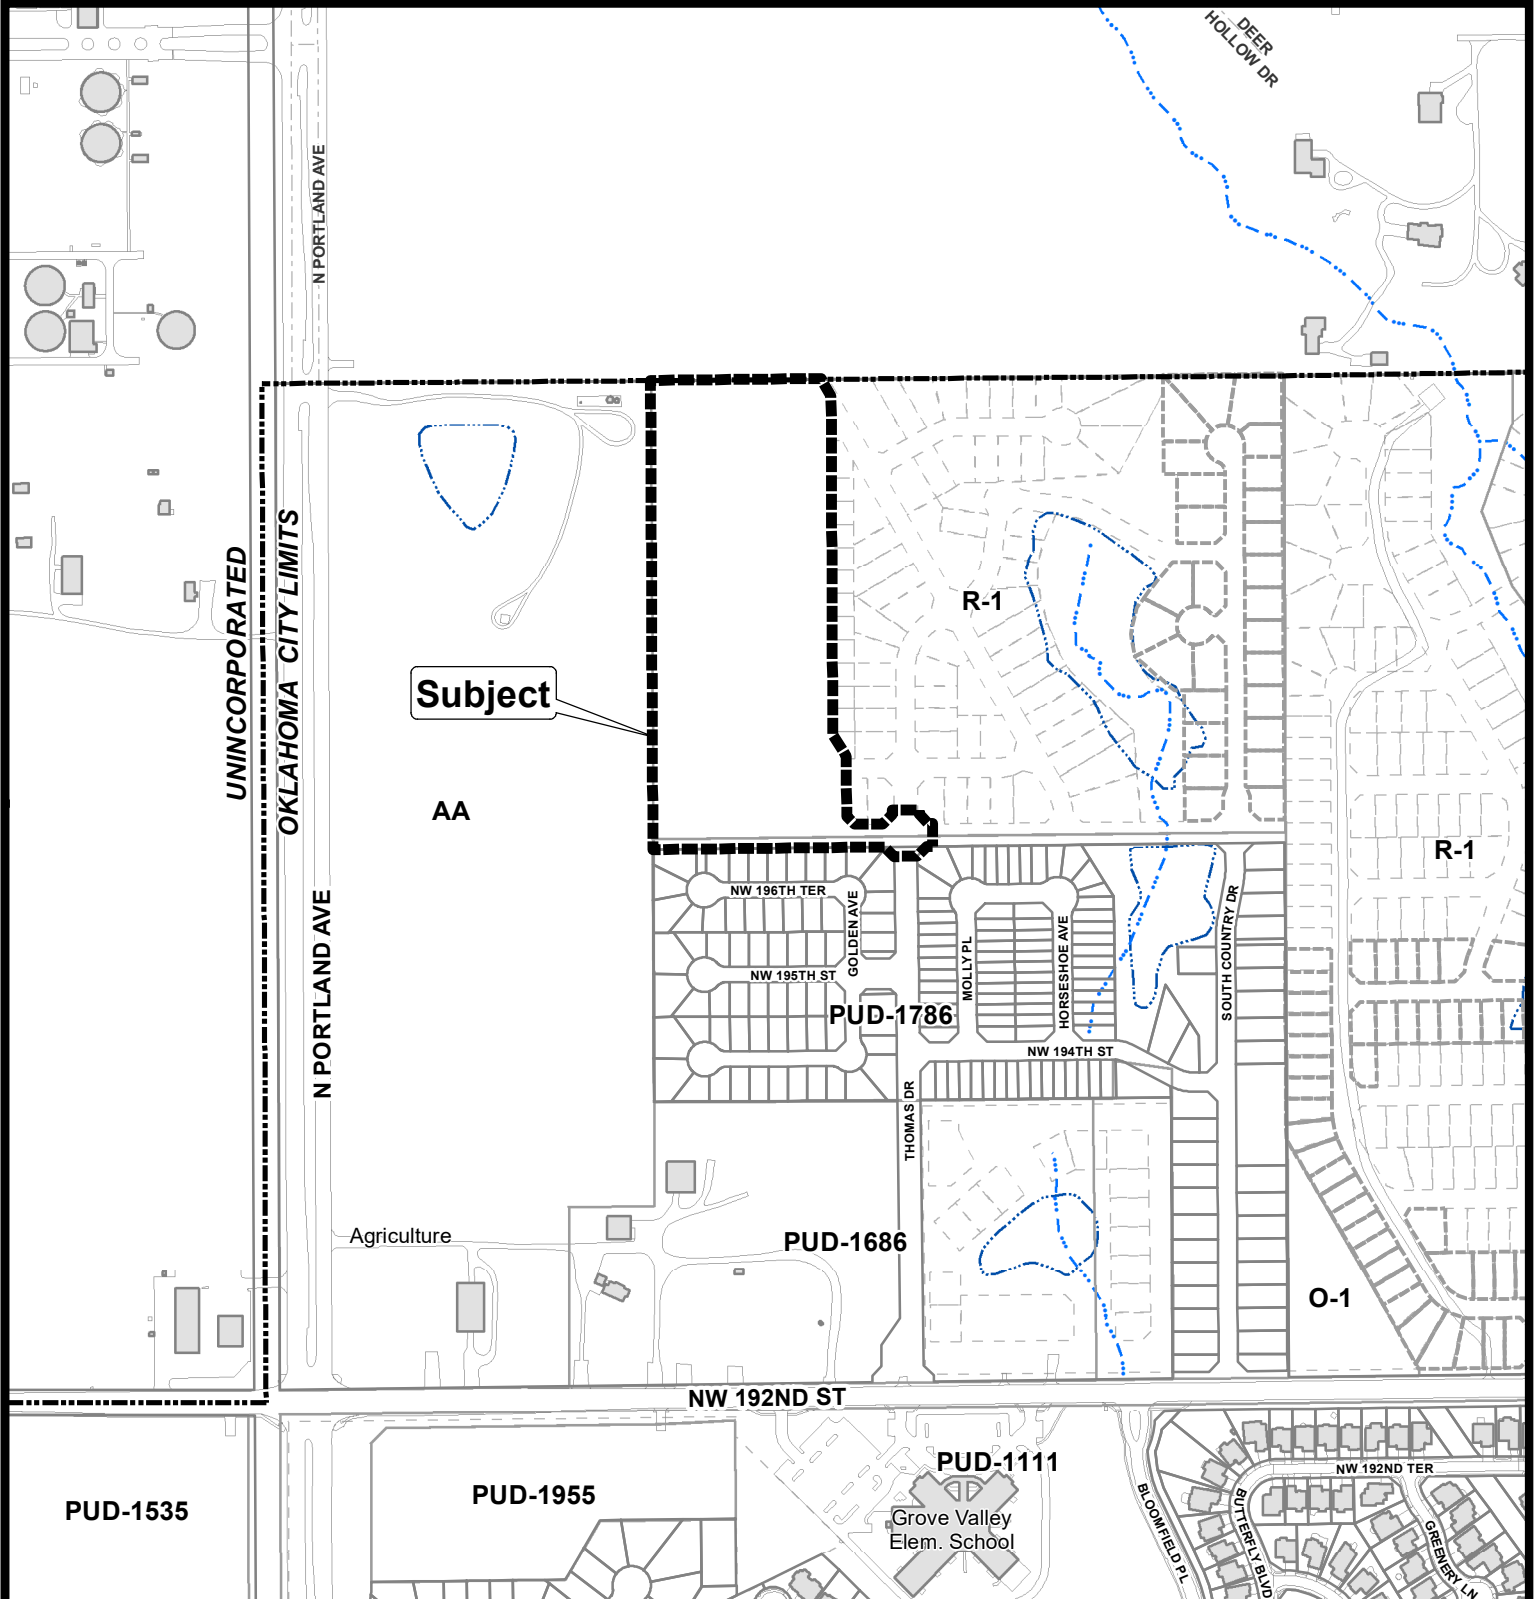 DEER
HOLLOW DR
N PORTLAND AVE
UNINCORPORATED
OKLAHOMA CITY LIMITS
R-1
Subject
AA
R-1
NW 196TH TER
GOLDEN AVE
NW 195TH ST
MOLLY PL
HORSESHOE AVE
SOUTH COUNTRY DR
N PORTLAND AVE
PUD-1786
NW 194TH ST
THOMAS DR
Agriculture
PUD-1686
O-1
NW 192ND ST
PUD-1111
NW 192ND TER
PUD-1535
PUD-1955
Grove Valley
Elem. School
BLOOMFIELD PL
BUTTERFLY BLVD
GREENERY LN